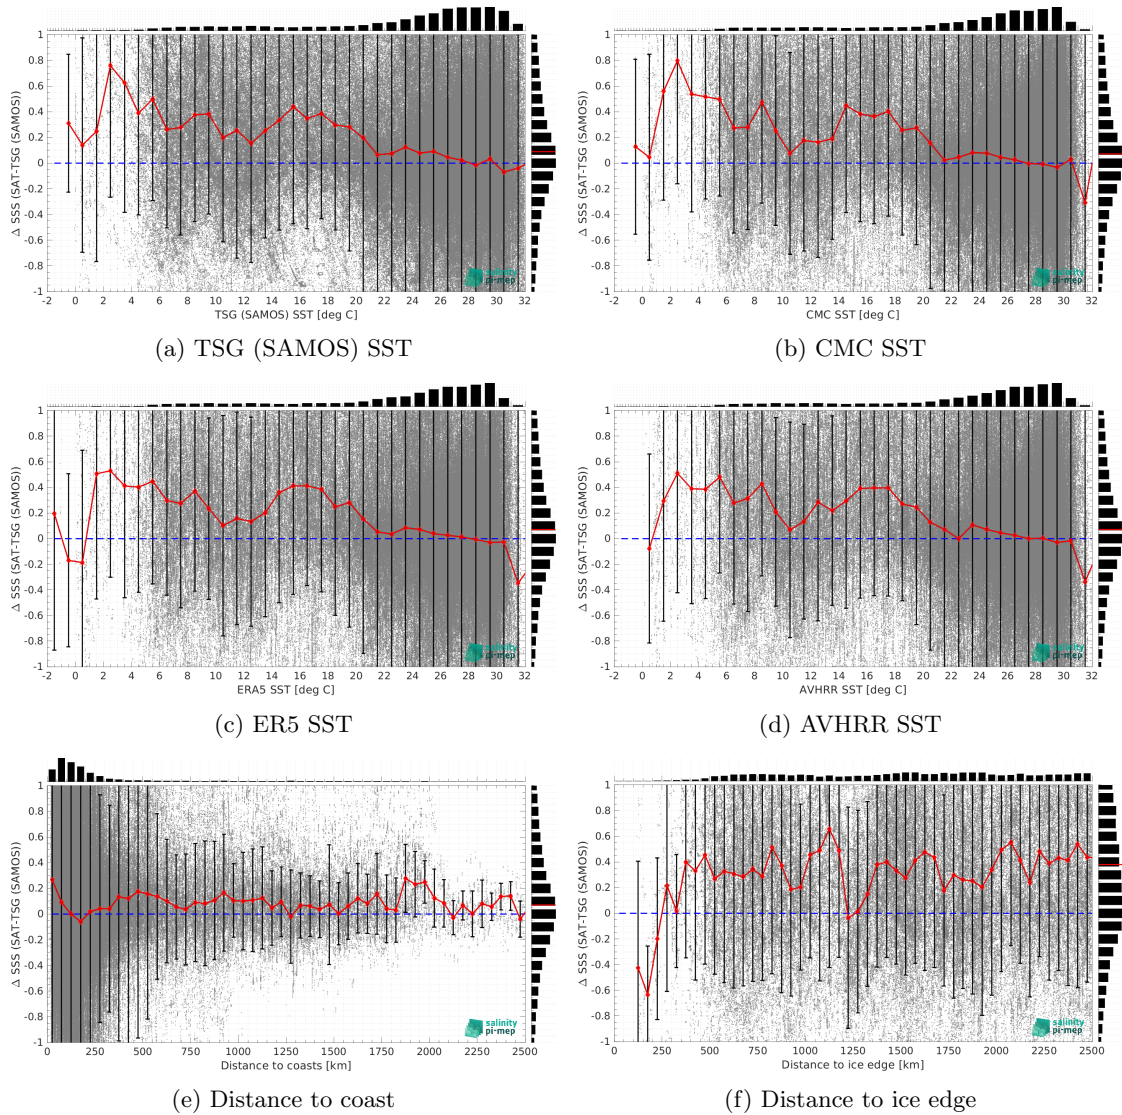 1
0.8
0.6
0.4
0.2
0
-0.2
-0.4
-0.6
-0.8
-1
Δ SSS (SAT-TSG (SAMOS))
salinity
pi-mep
-2 0 2 4 6 8 10 12 14 16 18 20 22 24 26 28 30 32
TSG (SAMOS) SST [deg C]
(a) TSG (SAMOS) SST
1
0.8
0.6
0.4
0.2
0
-0.2
-0.4
-0.6
-0.8
-1
Δ SSS (SAT-TSG (SAMOS))
salinity
pi-mep
-2 0 2 4 6 8 10 12 14 16 18 20 22 24 26 28 30 32
CMC SST [deg C]
(b) CMC SST
1
0.8
0.6
0.4
0.2
0
-0.2
-0.4
-0.6
-0.8
-1
Δ SSS (SAT-TSG (SAMOS))
salinity
pi-mep
-2 0 2 4 6 8 10 12 14 16 18 20 22 24 26 28 30 32
ERA5 SST [deg C]
(c) ER5 SST
1
0.8
0.6
0.4
0.2
0
-0.2
-0.4
-0.6
-0.8
-1
Δ SSS (SAT-TSG (SAMOS))
salinity
pi-mep
-2 0 2 4 6 8 10 12 14 16 18 20 22 24 26 28 30 32
AVHRR SST [deg C]
(d) AVHRR SST
1
0.8
0.6
0.4
0.2
0
-0.2
-0.4
-0.6
-0.8
-1
Δ SSS (SAT-TSG (SAMOS))
salinity
pi-mep
0 250 500 750 1000 1250 1500 1750 2000 2250 2500
Distance to coasts [km]
(e) Distance to coast
1
0.8
0.6
0.4
0.2
0
-0.2
-0.4
-0.6
-0.8
-1
Δ SSS (SAT-TSG (SAMOS))
salinity
pi-mep
0 250 500 750 1000 1250 1500 1750 2000 2250 2500
Distance to ice edge [km]
(f) Distance to ice edge